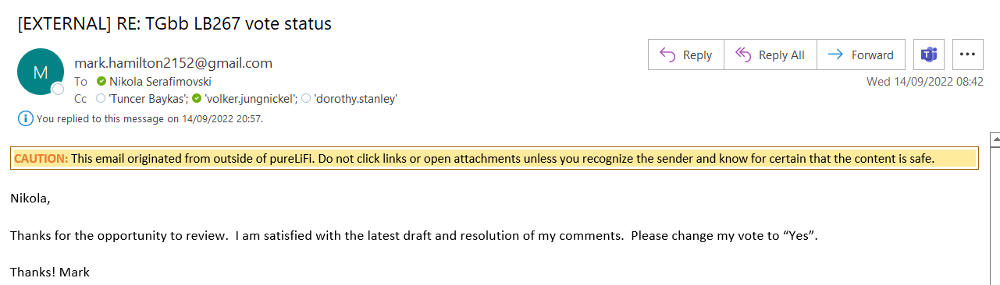 [EXTERNAL] RE: TGbb LB267 vote status
M
mark.hamilton2152@gmail.com
To Nikola Serafimovski
Cc 'Tuncer Baykas'; 'volker.jungnickel'; 'dorothy.stanley'
Reply Reply All Forward
Wed 14/09/2022 08:42
You replied to this message on 14/09/2022 20:57.
CAUTION: This email originated from outside of pureLiFi. Do not click links or open attachments unless you recognize the sender and know for certain that the content is safe.
Nikola,
Thanks for the opportunity to review.  I am satisfied with the latest draft and resolution of my comments.  Please change my vote to “Yes”.
Thanks! Mark